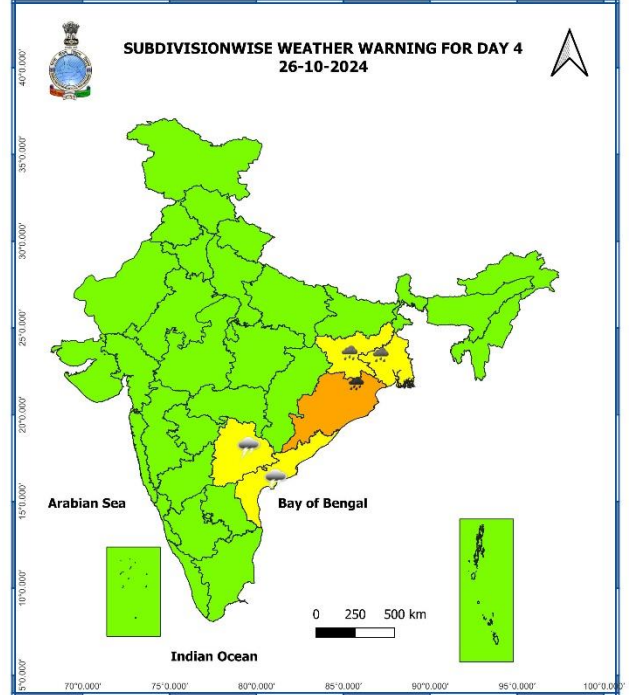 SUBDIVISIONWISE WEATHER WARNING FOR DAY 4
26-10-2024
40°0.000'
35°0.000'
30°0.000'
25°0.000'
20°0.000'
15°0.000'
10°0.000'
5°0.000'
Arabian Sea
Bay of Bengal
0 250 500 km
Indian Ocean
70°0.000' 75°0.000' 80°0.000' 85°0.000' 90°0.000' 95°0.000' 100°0.000'